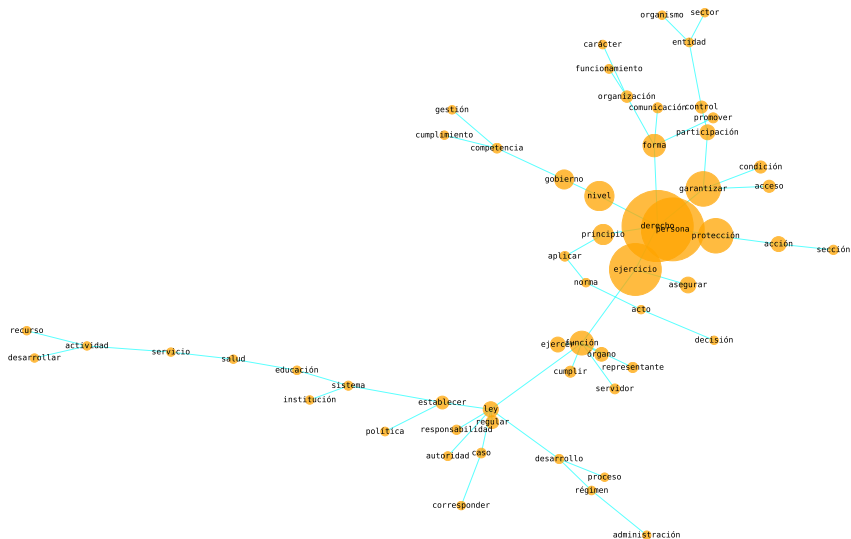 sector
organismo
entidad
carácter
funcionamiento
organización
comunicación
control
gestión
promover
cumplimiento
participación
competencia
forma
condición
gobierno
acceso
garantizar
nivel
derecho
persona
principio
protección
acción
sección
aplicar
ejercicio
norma
asegurar
acto
recurso
decisión
actividad
ejercer
función
servicio
órgano
desarrollar
salud
representante
educación
cumplir
sistema
servidor
institución
establecer
ley
regular
política
responsabilidad
caso
autoridad
desarrollo
proceso
régimen
corresponder
administración